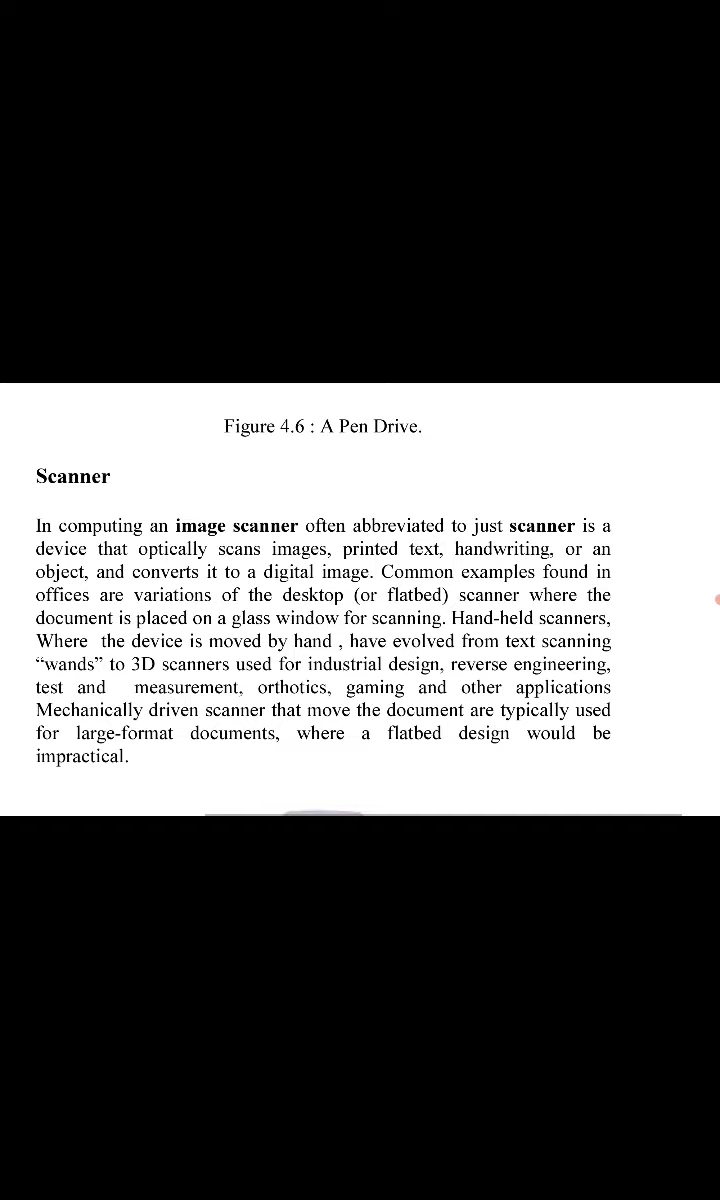 Figure 4.6 : A Pen Drive.
Scanner
In computing an image scanner often abbreviated to just scanner is a
device that optically scans images, printed text, handwriting, or an
object, and converts it to a digital image. Common examples found in
offices are variations of the desktop (or flatbed) scanner where the
document is placed on a glass window for scanning. Hand-held scanners,
Where the device is moved by hand , have evolved from text scanning
“wands” to 3D scanners used for industrial design, reverse engineering,
test and measurement, orthotics, gaming and other applications
Mechanically driven scanner that move the document are typically used
for large-format documents, where a flatbed design would be
impractical.